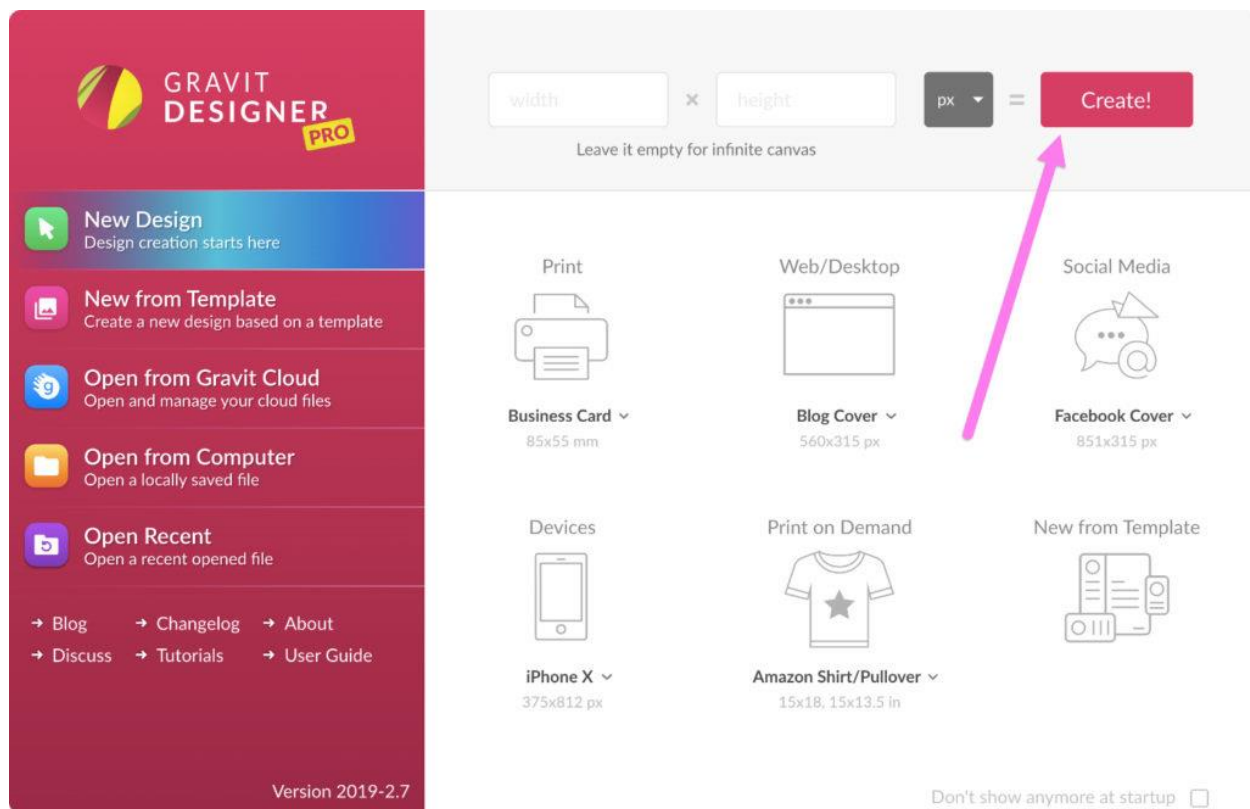 GRAVIT
DESIGNER
PRO
New Design
Design creation starts here
New from Template
Create a new design based on a template
Open from Gravit Cloud
Open and manage your cloud files
Open from Computer
Open a locally saved file
Open Recent
Open a recent opened file
→ Blog → Changelog → About
→ Discuss → Tutorials → User Guide
Version 2019-2.7
width × height px = Create!
Leave it empty for infinite canvas
Print Web/Desktop Social Media
Business Card Blog Cover Facebook Cover
85x55 mm 560x315 px 851x315 px
Devices Print on Demand New from Template
iPhone X Amazon Shirt/Pullover
375x812 px 15x18, 15x13.5 in
Don't show anymore at startup